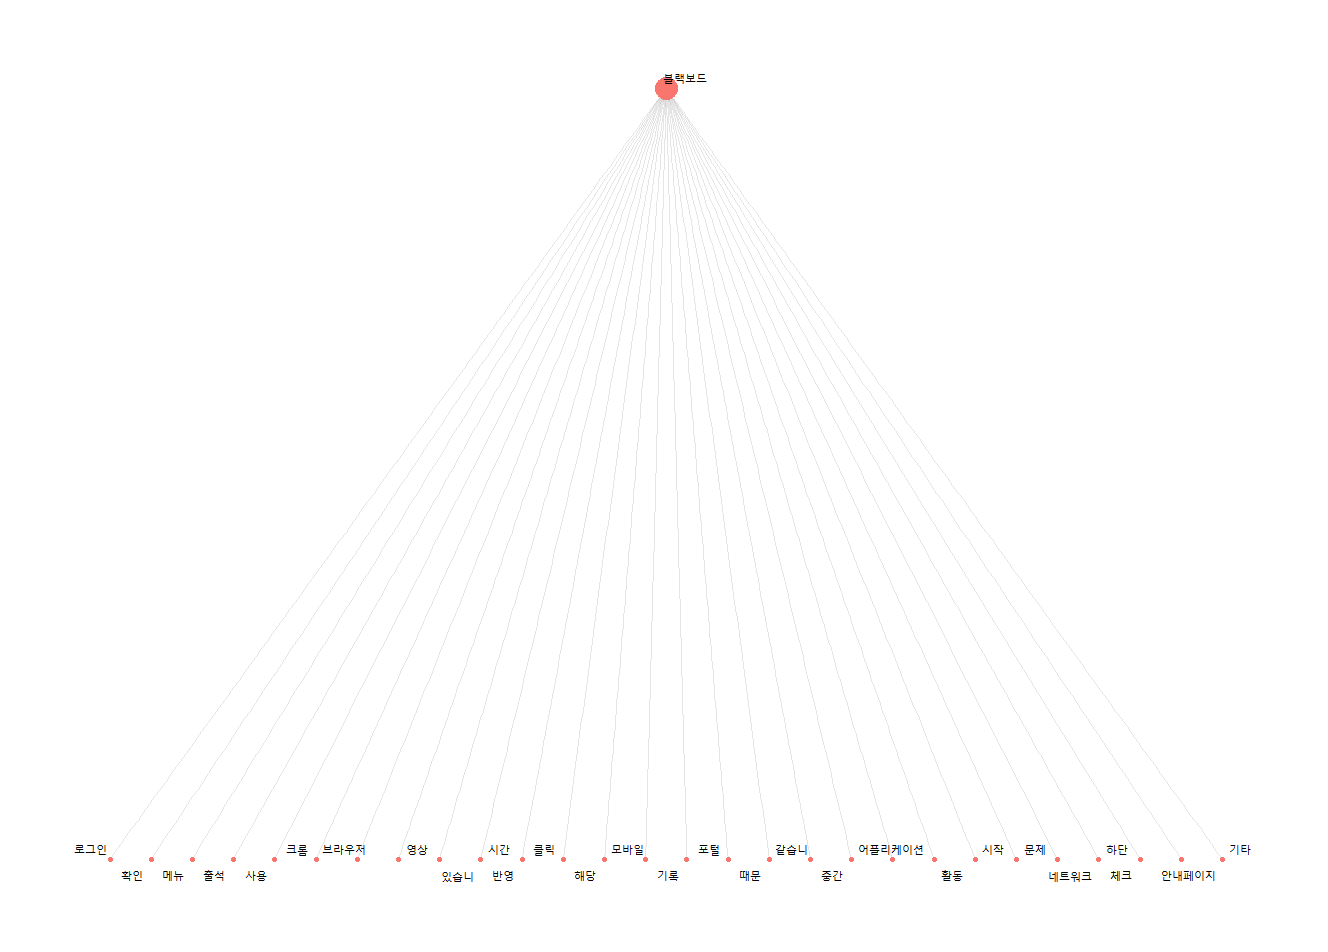 블랙보드
로그인 크롬 브라우저 영상 시간 클릭 모바일 포털 같습니 어플리케이션 시작 문제 하단 기타
확인 메뉴 출석 사용 있습니 반영 해당 기록 때문 중간 활동 네트워크 체크 안내페이지